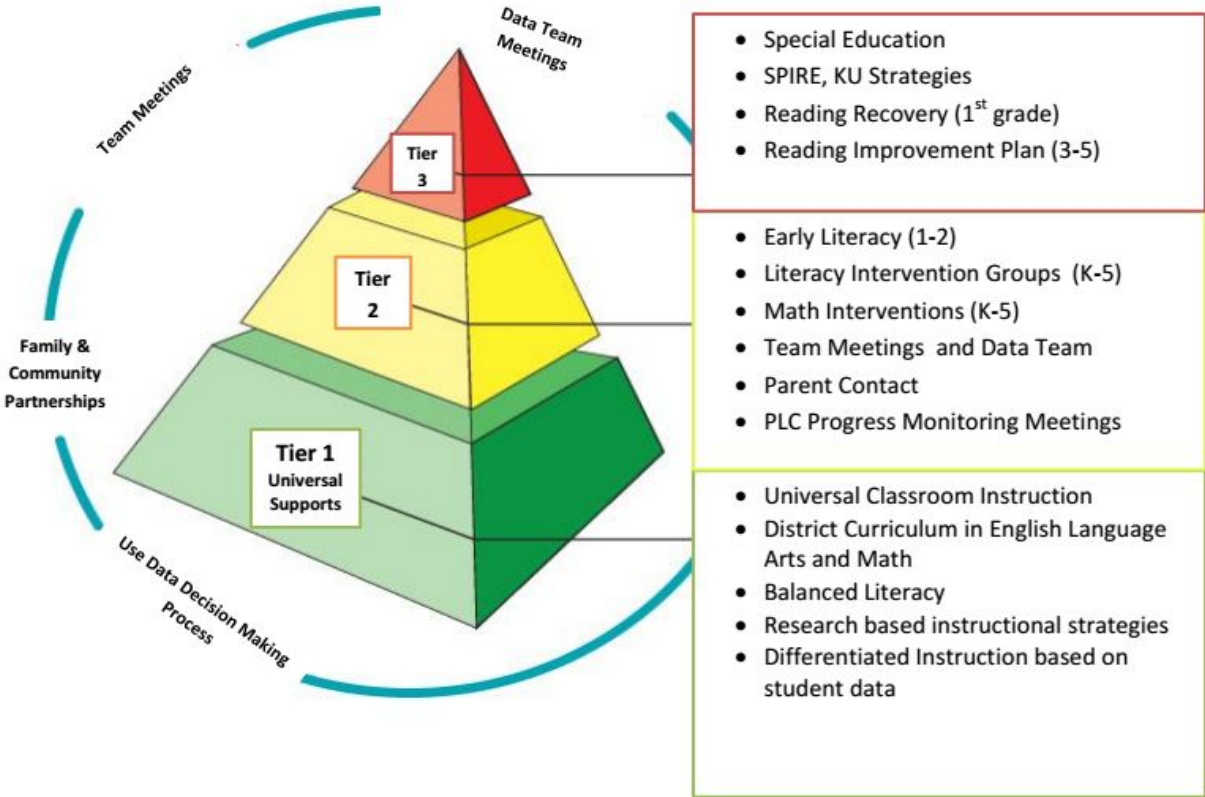 Data Team
Meetings
Team Meetings
Family &
Community
Partnerships
Use Data Decision Making
Process
Tier
3
Tier
2
Tier 1
Universal
Supports
• Special Education
• SPIRE, KU Strategies
• Reading Recovery (1st grade)
• Reading Improvement Plan (3-5)
• Early Literacy (1-2)
• Literacy Intervention Groups (K-5)
• Math Interventions (K-5)
• Team Meetings and Data Team
• Parent Contact
• PLC Progress Monitoring Meetings
• Universal Classroom Instruction
• District Curriculum in English Language
Arts and Math
• Balanced Literacy
• Research based instructional strategies
• Differentiated Instruction based on
student data